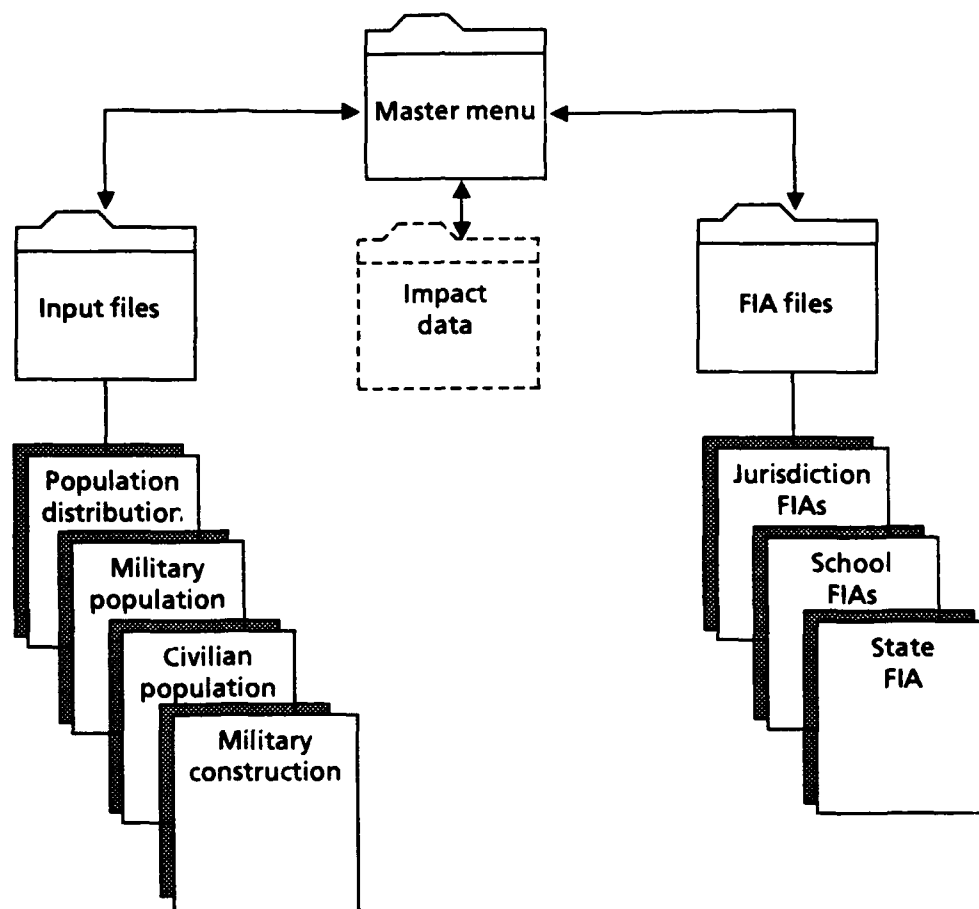 Master menu
Input files
Impact
data
FIA files
Population
distribution
Military
population
Civilian
population
Military
construction
Jurisdiction
FIAs
School
FIAs
State
FIA